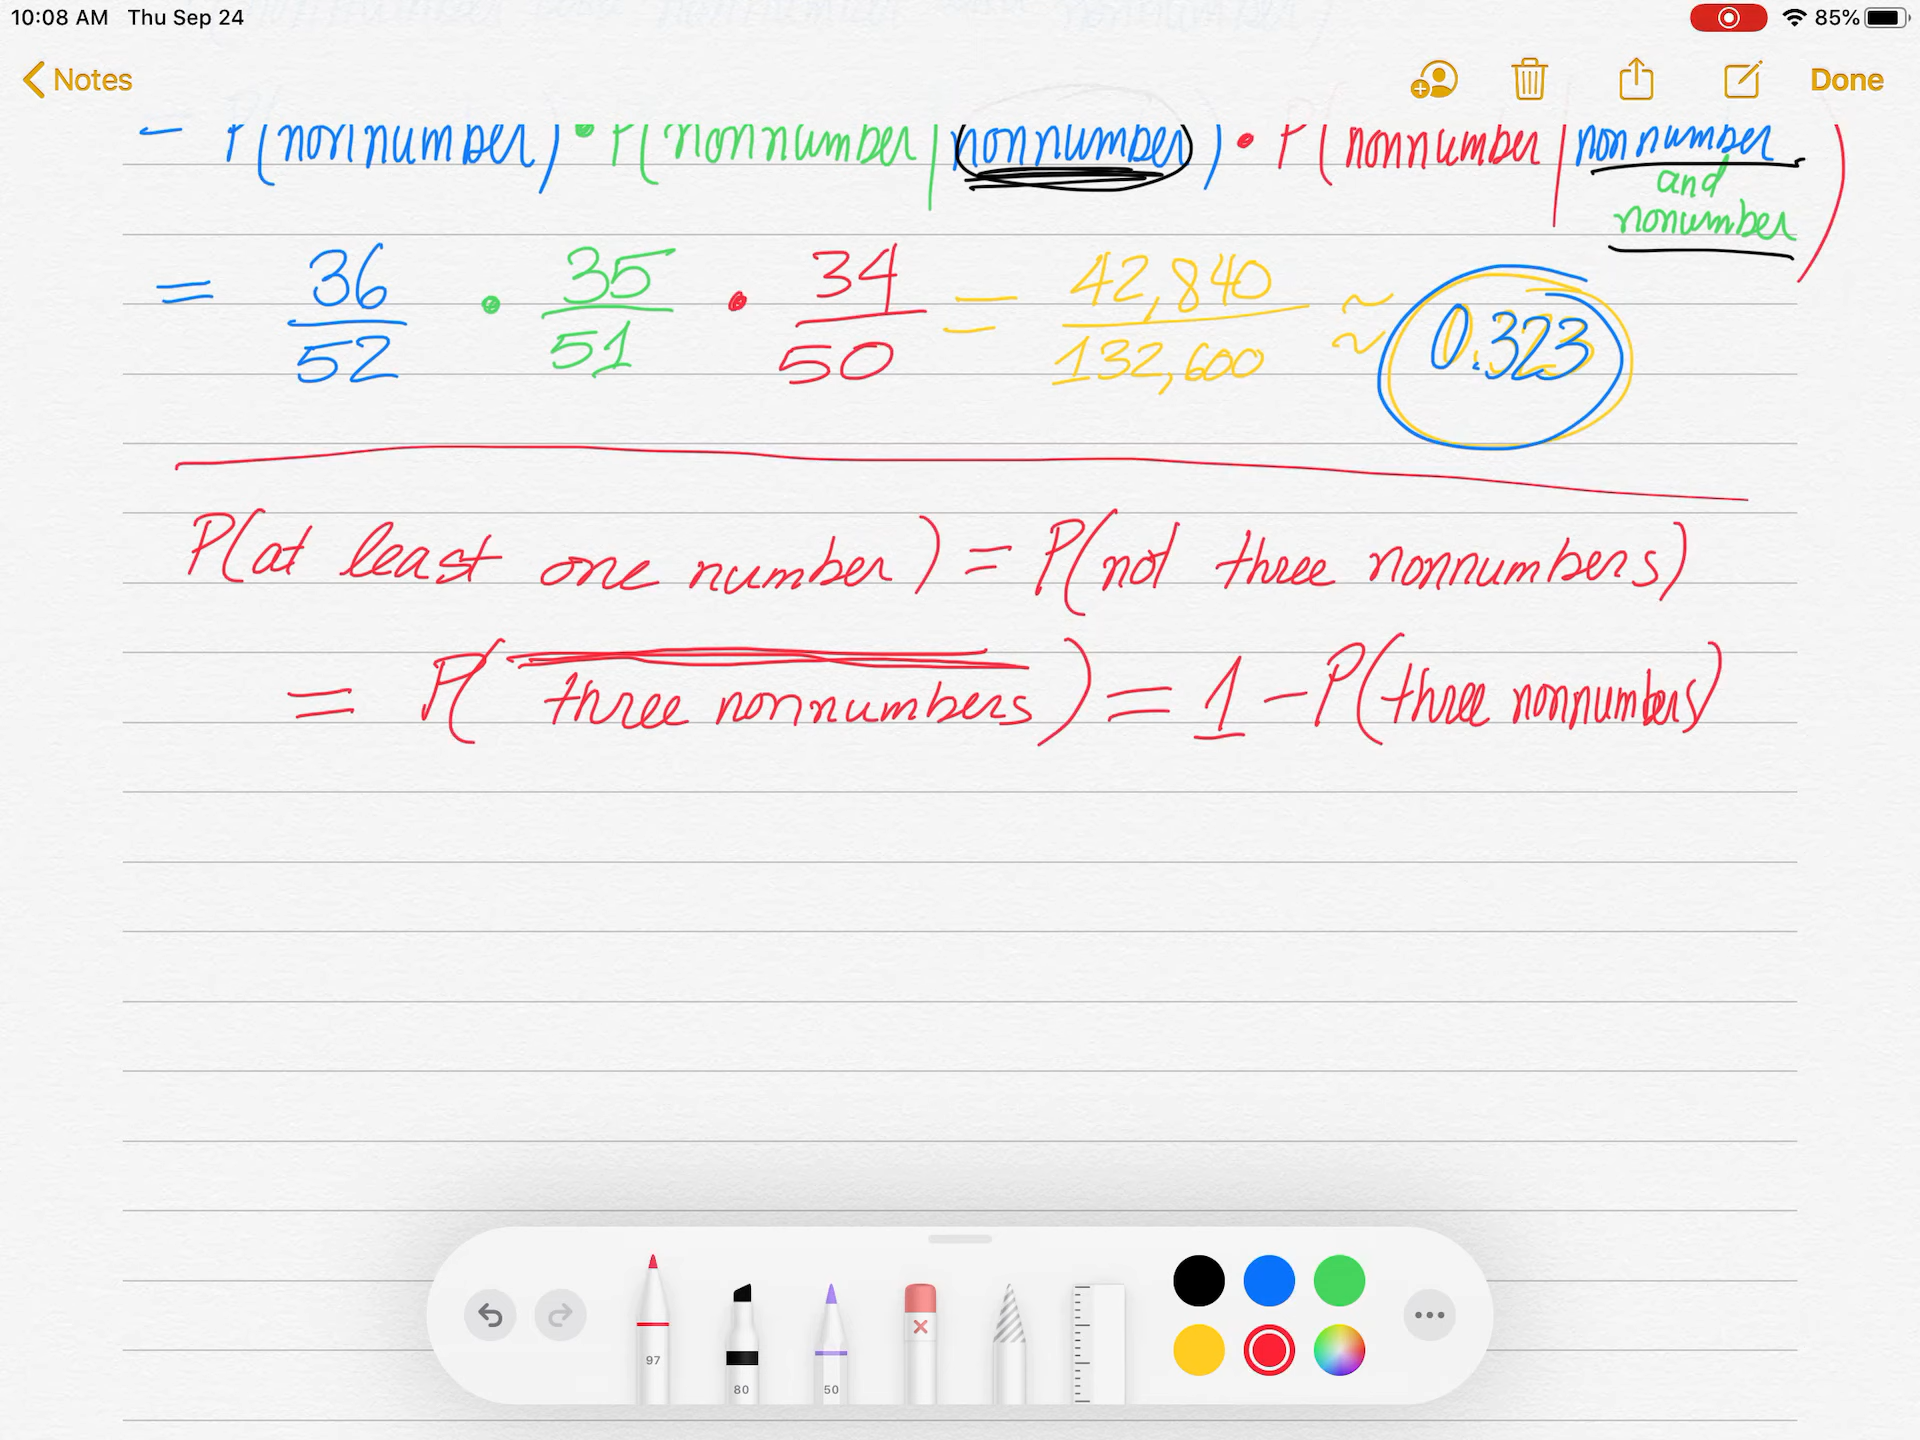 10:08 AM Thu Sep 24 85%
Notes Done
= P(nonnumber) • P(nonnumber | nonnumber) • P(nonnumber | nonnumber
and
nonumber)
= 36/52 • 35/51 • 34/50 = 42,840/132,600 ≈ 0.323
P(at least one number) = P(not three nonnumbers)
= P(three nonnumbers) = 1 - P(three nonnumbers)
97
80
50